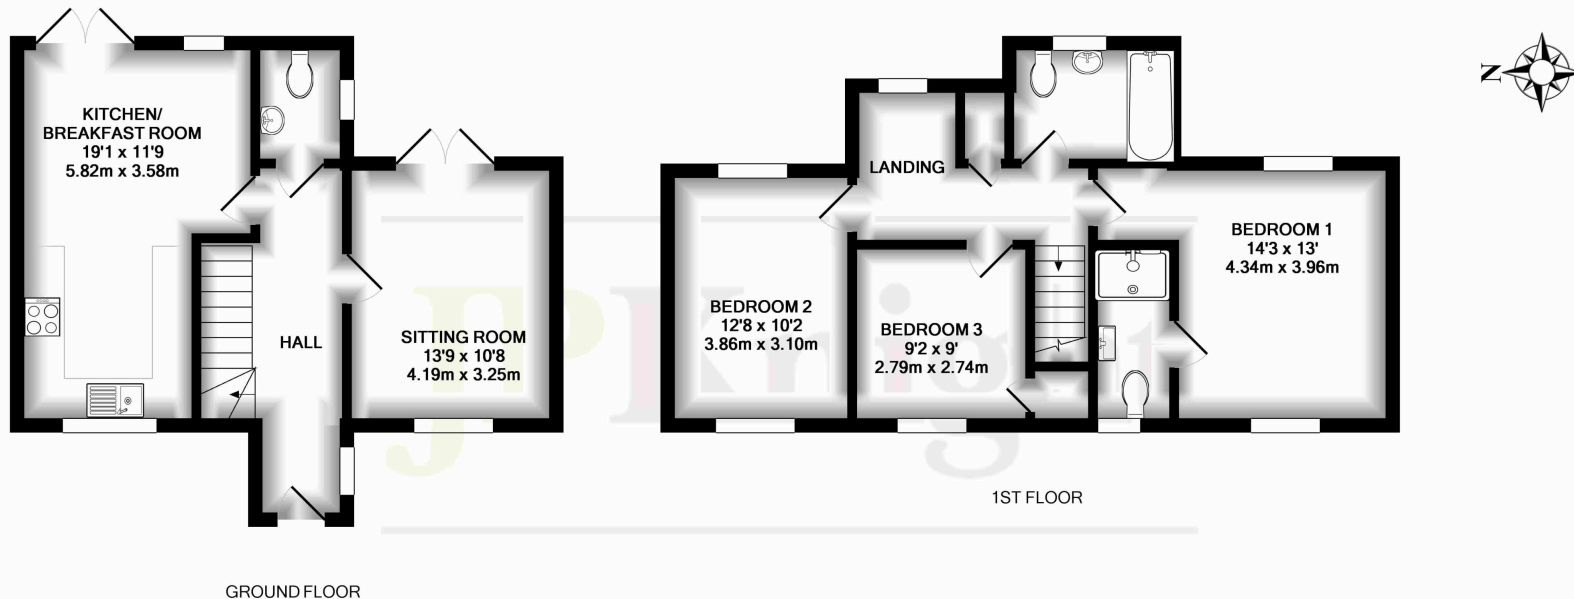 KITCHEN/
BREAKFAST ROOM
19'1 x 11'9
5.82m x 3.58m
HALL
SITTING ROOM
13'9 x 10'8
4.19m x 3.25m
GROUND FLOOR
LANDING
BEDROOM 1
14'3 x 13'
4.34m x 3.96m
BEDROOM 2
12'8 x 10'2
3.86m x 3.10m
BEDROOM 3
9'2 x 9'
2.79m x 2.74m
1ST FLOOR
N
JPKnight